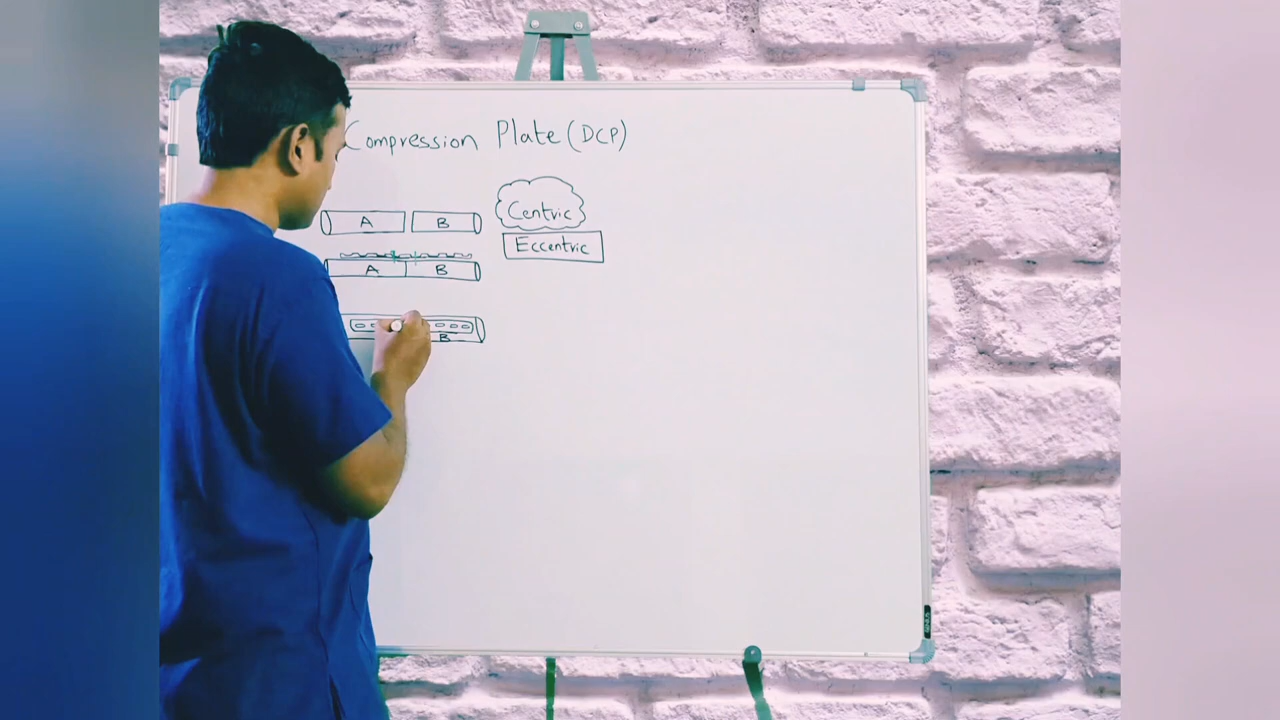 Compression Plate (DCP)
A B
Centric
Eccentric
A B
B